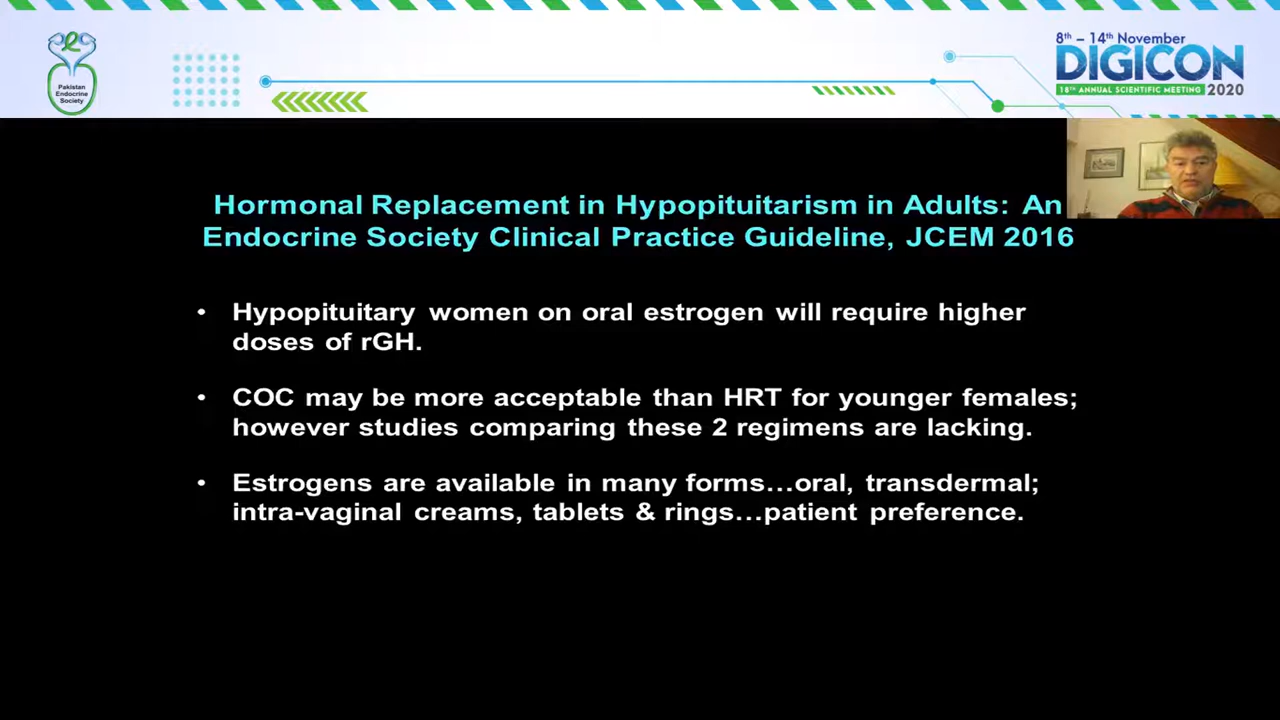 Pakistan
Endocrine
Society
8th – 14th November
DIGICON
18TH ANNUAL SCIENTIFIC MEETING 2020
Hormonal Replacement in Hypopituitarism in Adults: An
Endocrine Society Clinical Practice Guideline, JCEM 2016
• Hypopituitary women on oral estrogen will require higher
doses of rGH.
• COC may be more acceptable than HRT for younger females;
however studies comparing these 2 regimens are lacking.
• Estrogens are available in many forms…oral, transdermal;
intra-vaginal creams, tablets & rings…patient preference.